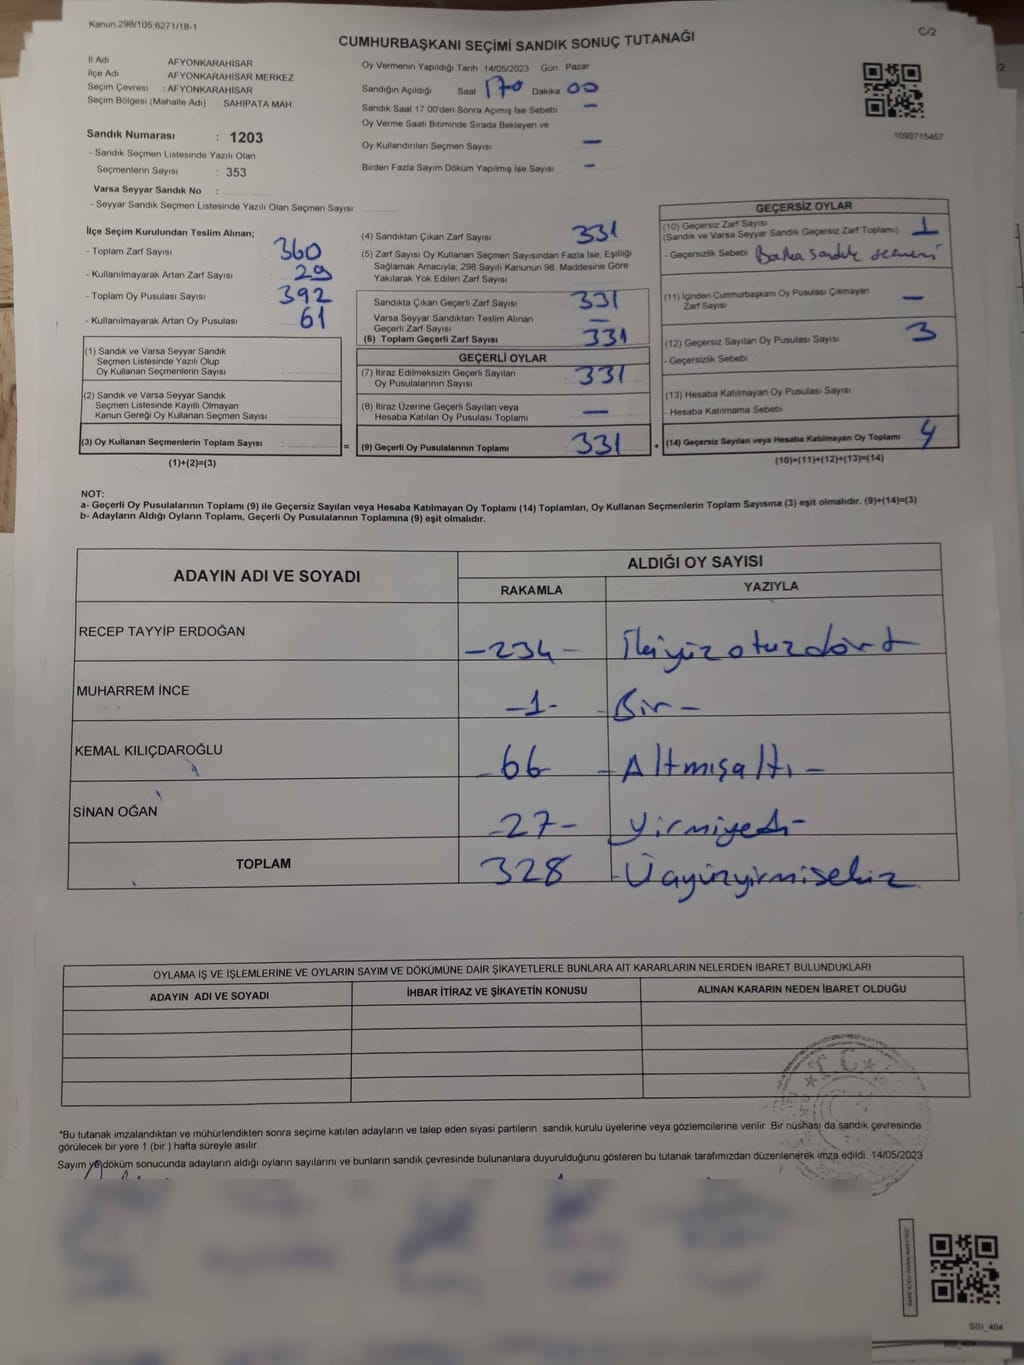 Kanun 298/105,6271/18-1
C/2
CUMHURBAŞKANI SEÇİMİ SANDIK SONUÇ TUTANAĞI
İl Adı AFYONKARAHİSAR
İlçe Adı AFYONKARAHİSAR MERKEZ
Seçim Çevresi : AFYONKARAHİSAR
Seçim Bölgesi (Mahalle Adı) SAHİPATA MAH
Sandık Numarası : 1203
- Sandık Seçmen Listesinde Yazılı Olan
Seçmenlerin Sayısı : 353
Varsa Seyyar Sandık No :
- Seyyar Sandık Seçmen Listesinde Yazılı Olan Seçmen Sayısı:
Oy Vermenin Yapıldığı Tarih 14/05/2023 Gün Pazar
Sandığın Açıldığı Saat 17 Dakika 00
Sandık Saat 17.00'den Sonra Açımış İse Sebebi –
Oy Verme Saati Bitiminde Sırada Bekleyen ve
Oy Kullandırılan Seçmen Sayısı –
Birden Fazla Sayım Döküm Yapılmış İse Sayısı –
1093715457
İlçe Seçim Kurulundan Teslim Alınan;
- Toplam Zarf Sayısı 360
- Kullanılmayarak Artan Zarf Sayısı 29
- Toplam Oy Pusulası Sayısı 392
- Kullanılmayarak Artan Oy Pusulası 61
(1) Sandık ve Varsa Seyyar Sandık
Seçmen Listesinde Yazılı Olup
Oy Kullanan Seçmenlerin Sayısı :
(2) Sandık ve Varsa Seyyar Sandık
Seçmen Listesinde Kayıtlı Olmayan
Kanun Gereği Oy Kullanan Seçmen Sayısı :
(3) Oy Kullanan Seçmenlerin Toplam Sayısı : =
(1)+(2)=(3)
(4) Sandıktan Çıkan Zarf Sayısı 331
(5) Zarf Sayısı Oy Kullanan Seçmen Sayısından Fazla İse, Eşitliği
Sağlamak Amacıyla, 298 Sayılı Kanunun 98. Maddesine Göre
Yakılarak Yok Edilen Zarf Sayısı
Sandıkta Çıkan Geçerli Zarf Sayısı 331
Varsa Seyyar Sandıktan Teslim Alınan
Geçerli Zarf Sayısı –
(6) Toplam Geçerli Zarf Sayısı 331
GEÇERLİ OYLAR
(7) İtiraz Edilmeksizin Geçerli Sayılan
Oy Pusulalarının Sayısı 331
(8) İtiraz Üzerine Geçerli Sayılan veya
Hesaba Katılan Oy Pusulası Toplamı –
(9) Geçerli Oy Pusulalarının Toplamı 331 +
GEÇERSİZ OYLAR
(10) Geçersiz Zarf Sayısı
(Sandık ve Varsa Seyyar Sandık Geçersiz Zarf Toplamı) 1
- Geçersizlik Sebebi Başka sandık seçmeni
(11) İçinden Cumhurbaşkanı Oy Pusulası Çıkmayan
Zarf Sayısı –
(12) Geçersiz Sayılan Oy Pusulası Sayısı 3
- Geçersizlik Sebebi
(13) Hesaba Katılmayan Oy Pusulası Sayısı
- Hesaba Katılmama Sebebi
(14) Geçersiz Sayılan veya Hesaba Katılmayan Oy Toplamı 4
(10)+(11)+(12)+(13)=(14)
NOT:
a- Geçerli Oy Pusulalarının Toplamı (9) ile Geçersiz Sayılan veya Hesaba Katılmayan Oy Toplamı (14) Toplamları, Oy Kullanan Seçmenlerin Toplam Sayısına (3) eşit olmalıdır. (9)+(14)=(3)
b- Adayların Aldığı Oyların Toplamı, Geçerli Oy Pusulalarının Toplamına (9) eşit olmalıdır.
ADAYIN ADI VE SOYADI
ALDIĞI OY SAYISI
RAKAMLA YAZIYLA
RECEP TAYYİP ERDOĞAN -234- İkiyüzotuzdört
MUHARREM İNCE -1- -Bir-
KEMAL KILIÇDAROĞLU -66 -Altmışaltı-
SİNAN OĞAN -27- yirmiyedi-
TOPLAM 328 -Üçyüzyirmisekiz
OYLAMA İŞ VE İŞLEMLERİNE VE OYLARIN SAYIM VE DÖKÜMÜNE DAİR ŞİKAYETLERLE BUNLARA AİT KARARLARIN NELERDEN İBARET BULUNDUKLARI
ADAYIN ADI VE SOYADI İHBAR İTİRAZ VE ŞİKAYETİN KONUSU ALINAN KARARIN NEDEN İBARET OLDUĞU
T.C.
*Bu tutanak imzalandıktan ve mühürlendikten sonra seçime katılan adayların ve talep eden siyasi partilerin sandık kurulu üyelerine veya gözlemcilerine verilir. Bir nüshası da sandık çevresinde
görülecek bir yere 1 (bir ) hafta süreyle asılır.
Sayım ve döküm sonucunda adayların aldığı oyların sayılarını ve bunların sandık çevresinde bulunanlara duyurulduğunu gösteren bu tutanak tarafımızdan düzenlenerek imza edildi. 14/05/2023
SSI_404